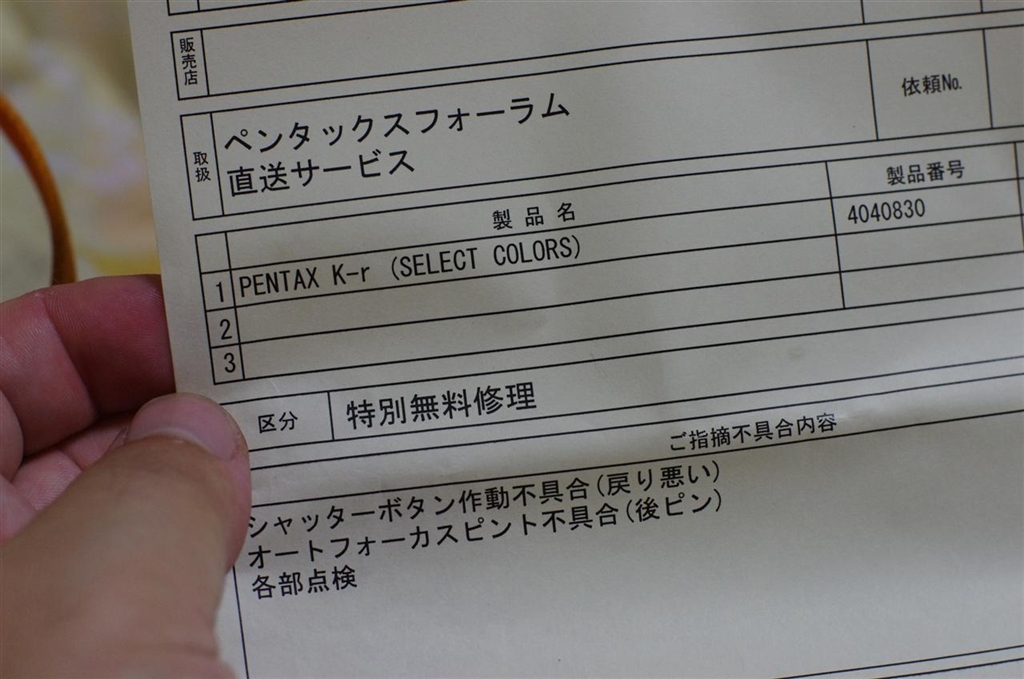 販売店
取扱
ペンタックスフォーラム
直送サービス
依頼No.
製品名
製品番号
1 PENTAX K-r (SELECT COLORS)
4040830
2
3
区分
特別無料修理
ご指摘不具合内容
シャッターボタン作動不具合(戻り悪い)
オートフォーカスピント不具合(後ピン)
各部点検